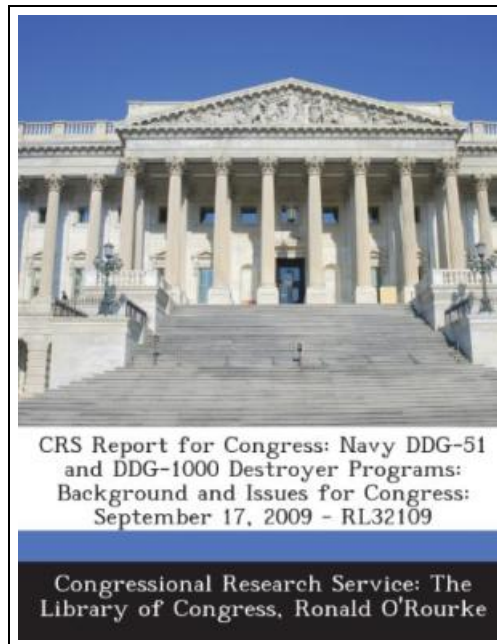 CRS Report for Congress: Navy DDG-51
and DDG-1000 Destroyer Programs:
Background and Issues for Congress:
September 17, 2009 - RL32109
Congressional Research Service: The
Library of Congress, Ronald O'Rourke